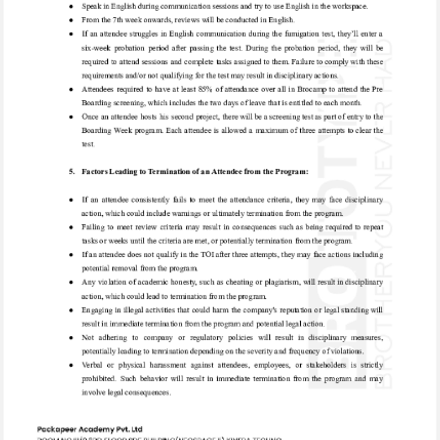 • Speak in English during communication sessions and try to use English in the workspace.
• From the 7th week onwards, reviews will be conducted in English.
• If an attendee struggles in English communication during the fumigation test, they'll enter a
six-week probation period after passing the test. During the probation period, they will be
required to attend sessions and complete tasks assigned to them. Failure to comply with these
requirements and/or not qualifying for the test may result in disciplinary actions.
• Attendees required to have at least 85% of attendance over all in Brocamp to attend the Pre
Boarding screening, which includes the two days of leave that is entitled to each month.
• Once an attendee hosts his second project, there will be a screening test as part of entry to the
Boarding Week program. Each attendee is allowed a maximum of three attempts to clear the
test.
5. Factors Leading to Termination of an Attendee from the Program:
• If an attendee consistently fails to meet the attendance criteria, they may face disciplinary
action, which could include warnings or ultimately termination from the program.
• Failing to meet review criteria may result in consequences such as being required to repeat
tasks or weeks until the criteria are met, or potentially termination from the program.
• If an attendee does not qualify in the TOI after three attempts, they may face actions including
potential removal from the program.
• Any violation of academic honesty, such as cheating or plagiarism, will result in disciplinary
action, which could lead to termination from the program.
• Engaging in illegal activities that could harm the company's reputation or legal standing will
result in immediate termination from the program and potential legal action.
• Not adhering to company or regulatory policies will result in disciplinary measures,
potentially leading to termination depending on the severity and frequency of violations.
• Verbal or physical harassment against attendees, employees, or stakeholders is strictly
prohibited. Such behavior will result in immediate termination from the program and may
involve legal consequences.
BROTHER YOU NEVER HAD
Packapeer Academy Pvt. Ltd